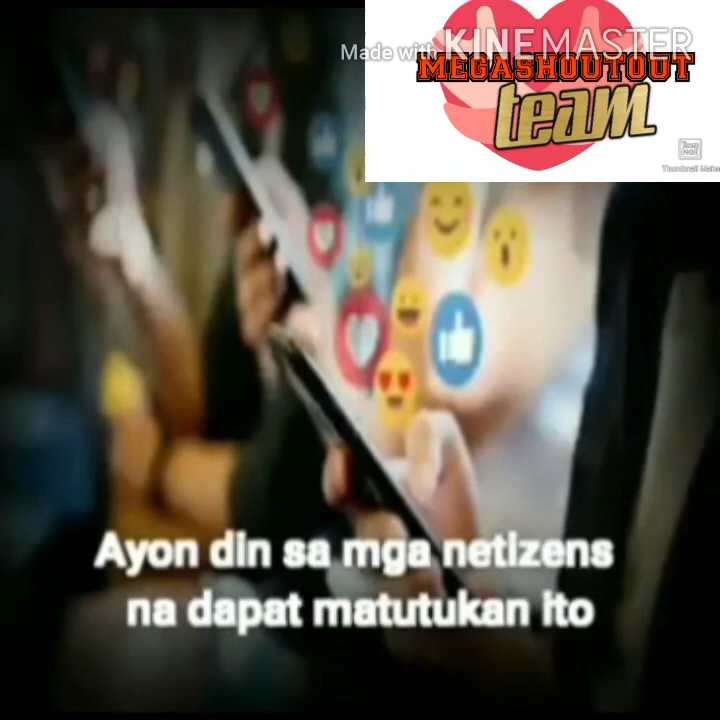 Made with KINEMASTER
MEGASHOUTOUT
team
Ayon din sa mga netizens
na dapat matutukan ito